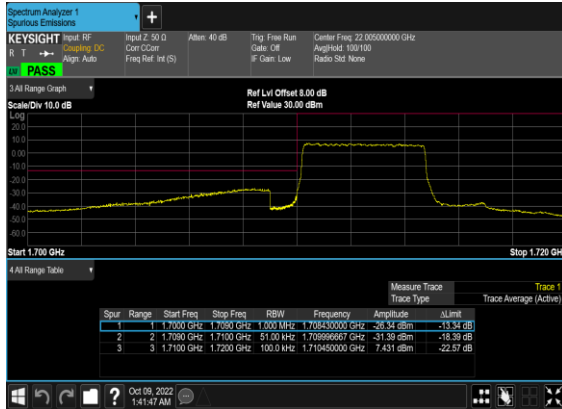 Spectrum Analyzer 1
Spurious Emissions
+
KEYSIGHT Input: RF Input Z: 50 Ω Atten: 40 dB Trig: Free Run Center Freq: 22.005000000 GHz
R T Coupling: DC Corr CCorr Gate: Off Avg|Hold: 100/100
Align: Auto Freq Ref: Int (S) IF Gain: Low Radio Std: None
PASS
3 All Range Graph
Ref Lvl Offset 8.00 dB
Scale/Div 10.0 dB Ref Value 30.00 dBm
Log
20.0
10.0
0.00
-10.0
-20.0
-30.0
-40.0
-50.0
-60.0
Start 1.700 GHz Stop 1.720 GH
4 All Range Table
Measure Trace Trace 1
Trace Type Trace Average (Active)
Spur Range Start Freq Stop Freq RBW Frequency Amplitude ΔLimit
1 1 1.7000 GHz 1.7090 GHz 1.000 MHz 1.708430000 GHz -26.34 dBm -13.34 dB
2 2 1.7090 GHz 1.7100 GHz 51.00 kHz 1.709996667 GHz -31.39 dBm -18.39 dB
3 3 1.7100 GHz 1.7200 GHz 100.0 kHz 1.710450000 GHz 7.431 dBm -22.57 dB
? Oct 09, 2022
1:41:47 AM